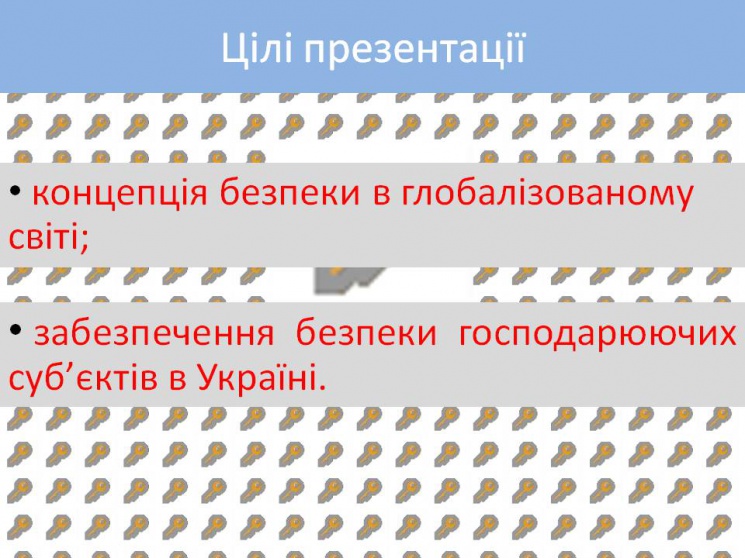 Цілі презентації
• концепція безпеки в глобалізованому
світі;
• забезпечення безпеки господарюючих
суб’єктів в Україні.